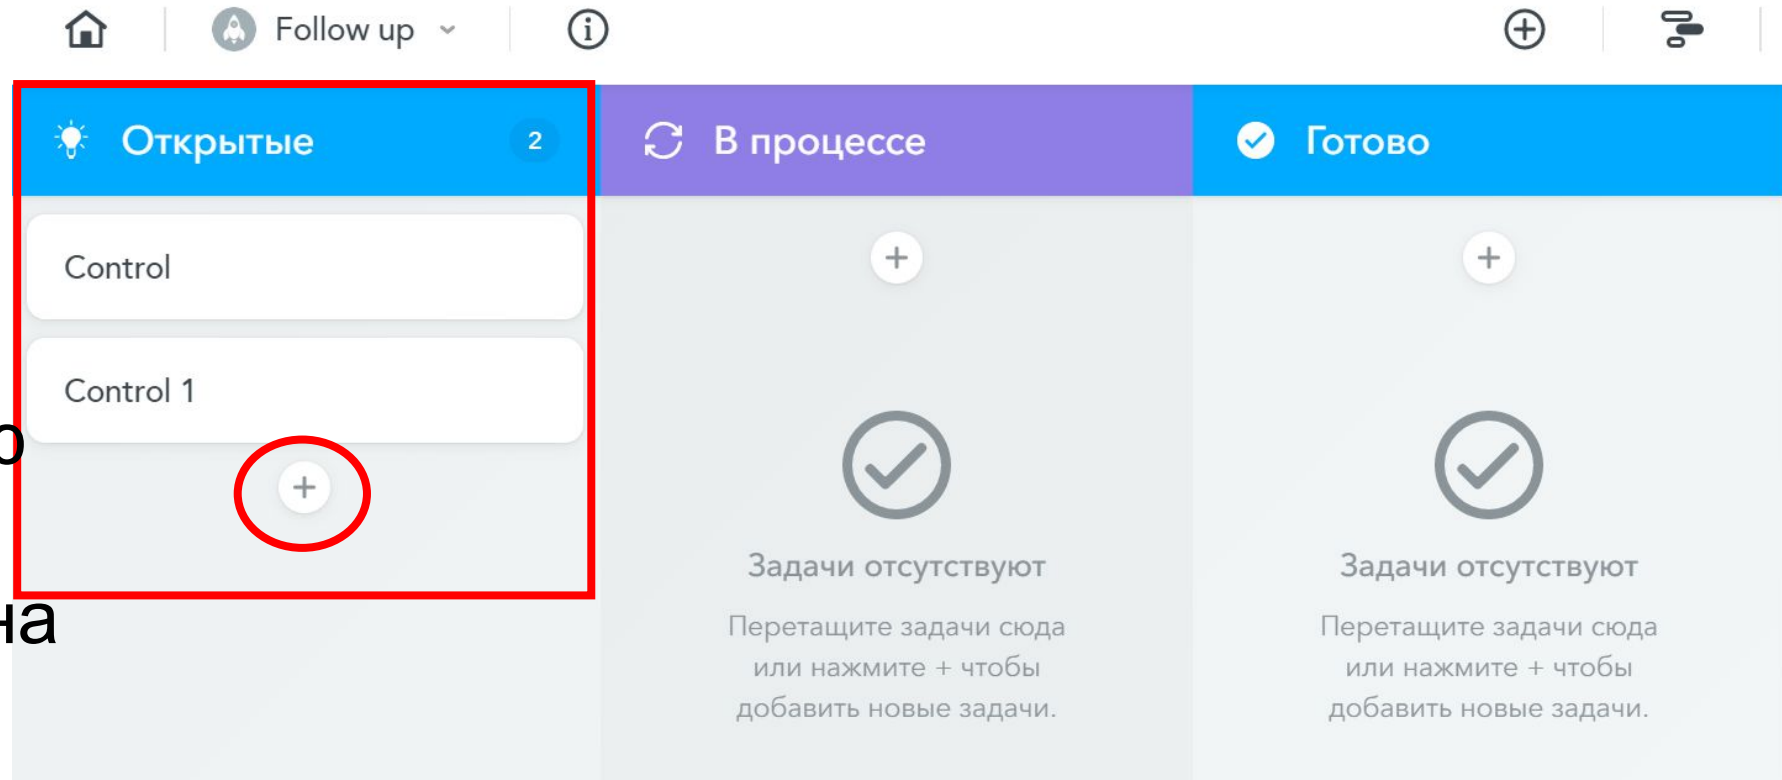 Follow up
Открытые 2
Control
Control 1
на
В процессе
Задачи отсутствуют
Перетащите задачи сюда
или нажмите + чтобы
добавить новые задачи.
Готово
Задачи отсутствуют
Перетащите задачи сюда
или нажмите + чтобы
добавить новые задачи.